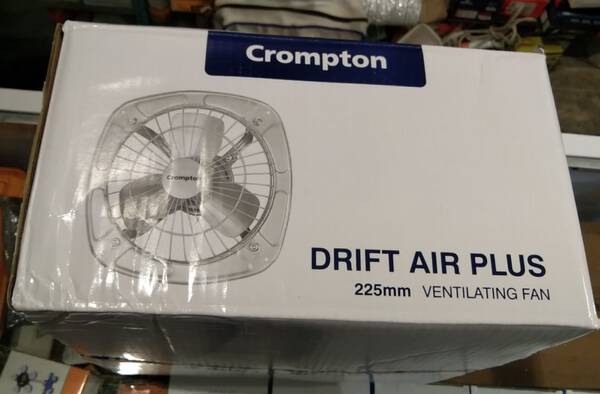 Crompton
Crompton
DRIFT AIR PLUS
225mm VENTILATING FAN